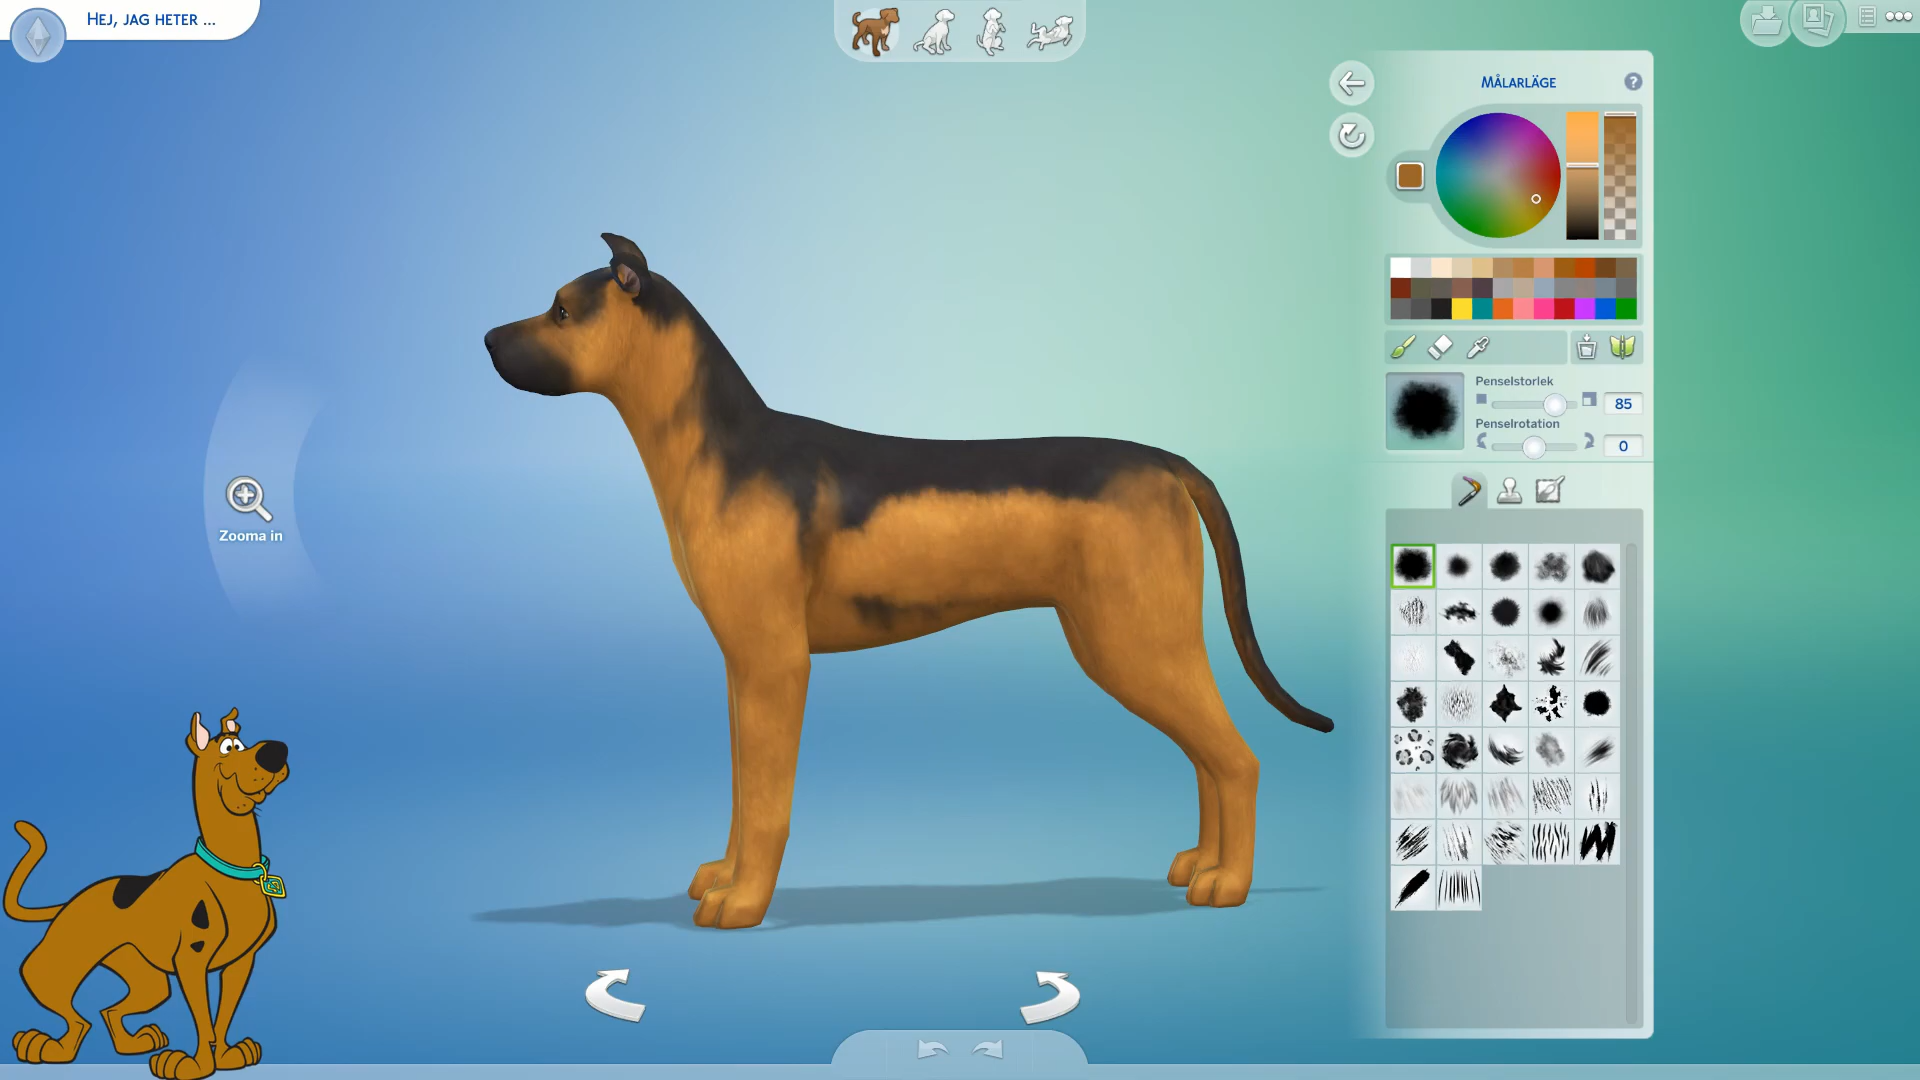 Hej, jag heter ...
Målarläge
?
Penselstorlek
85
Penselrotation
0
Zooma in